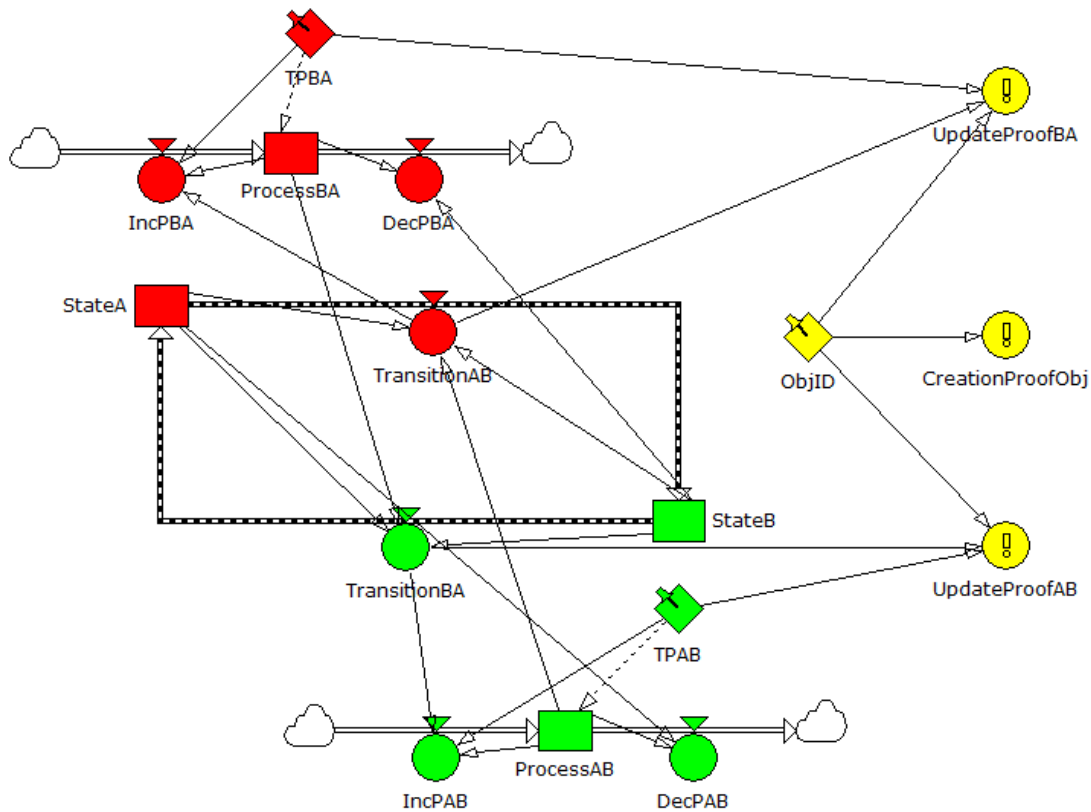 TPBA
UpdateProofBA
ProcessBA
IncPBA
DecPBA
StateA
TransitionAB
ObjID
CreationProofObj
StateB
TransitionBA
UpdateProofAB
TPAB
ProcessAB
IncPAB
DecPAB